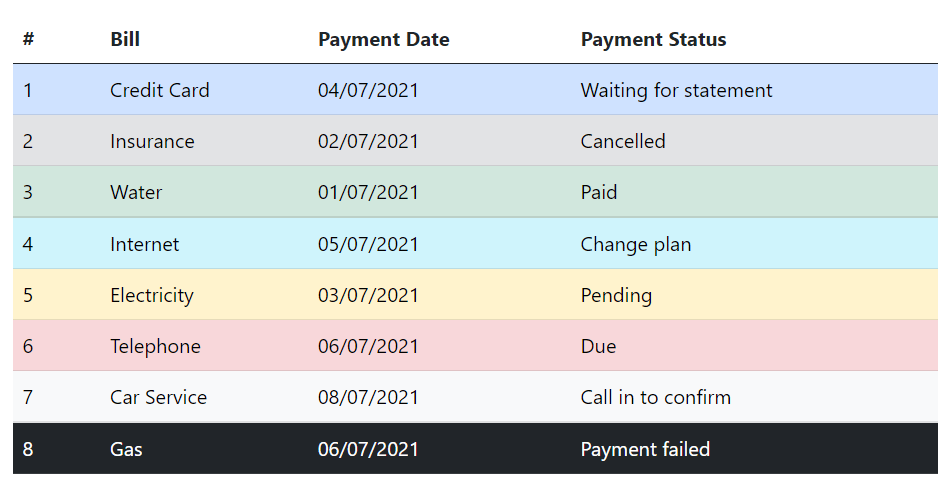 # Bill Payment Date Payment Status
1 Credit Card 04/07/2021 Waiting for statement
2 Insurance 02/07/2021 Cancelled
3 Water 01/07/2021 Paid
4 Internet 05/07/2021 Change plan
5 Electricity 03/07/2021 Pending
6 Telephone 06/07/2021 Due
7 Car Service 08/07/2021 Call in to confirm
8 Gas 06/07/2021 Payment failed